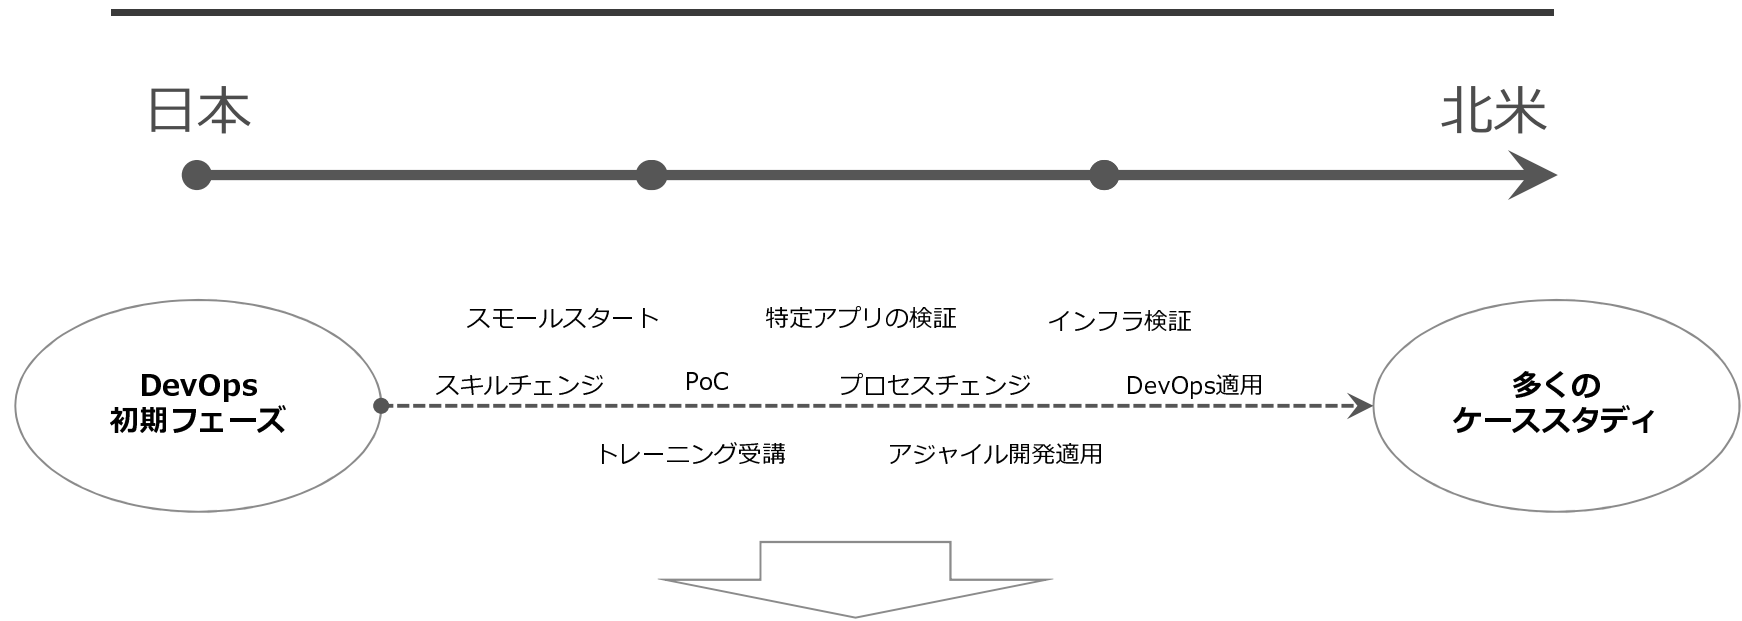 日本
北米
スモールスタート
特定アプリの検証
インフラ検証
DevOps
初期フェーズ
スキルチェンジ
PoC
プロセスチェンジ
DevOps適用
多くの
ケーススタディ
トレーニング受講
アジャイル開発適用